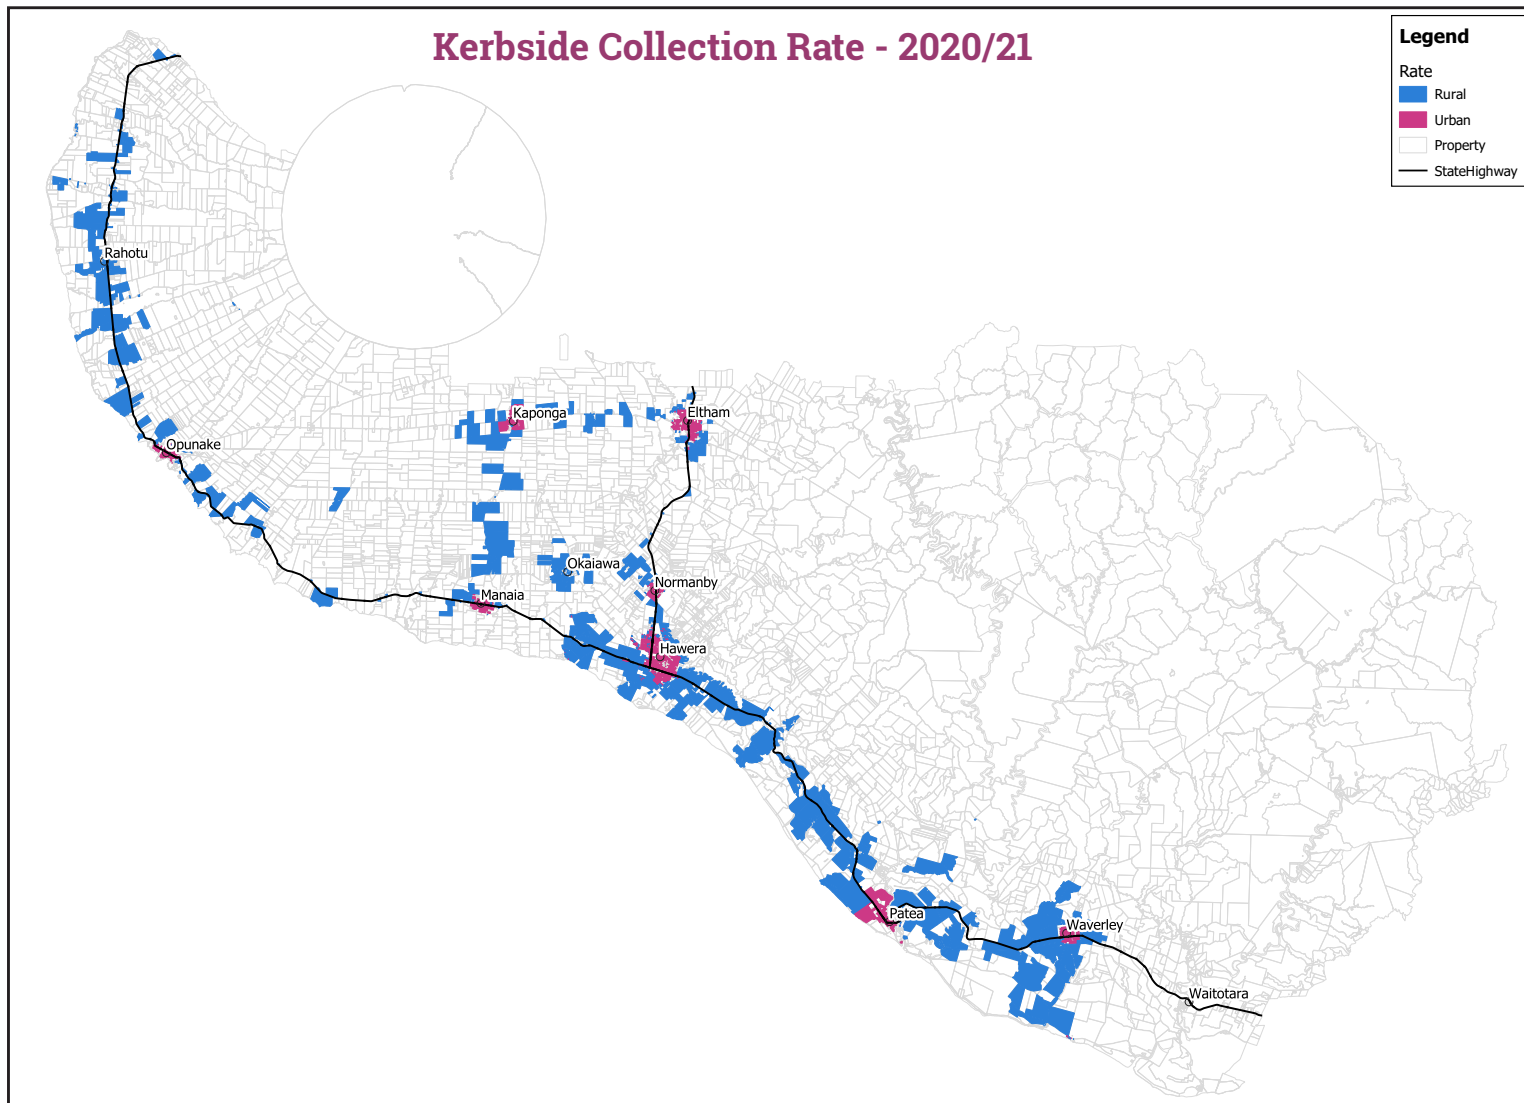 Kerbside Collection Rate - 2020/21
Legend
Rate
Rural
Urban
Property
StateHighway
Rahotu
Kaponga
Eltham
Opunake
Okaiawa
Normanby
Manaia
Hawera
Patea
Waverley
Waitotara